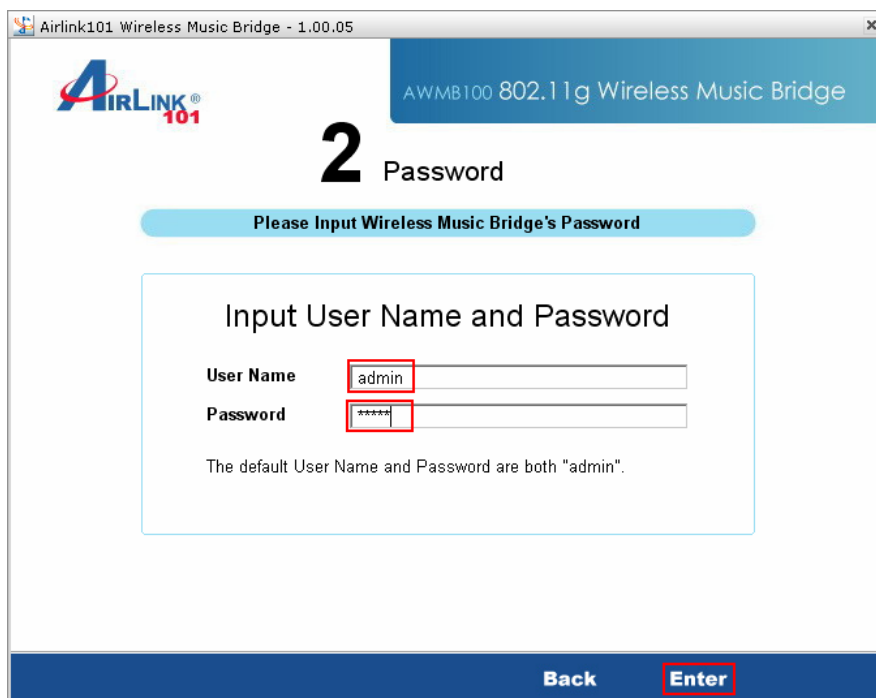 Airlink101 Wireless Music Bridge - 1.00.05
AIRLINK®
101
AWMB100 802.11g Wireless Music Bridge
2 Password
Please Input Wireless Music Bridge's Password
Input User Name and Password
User Name admin
Password *****
The default User Name and Password are both "admin".
Back Enter